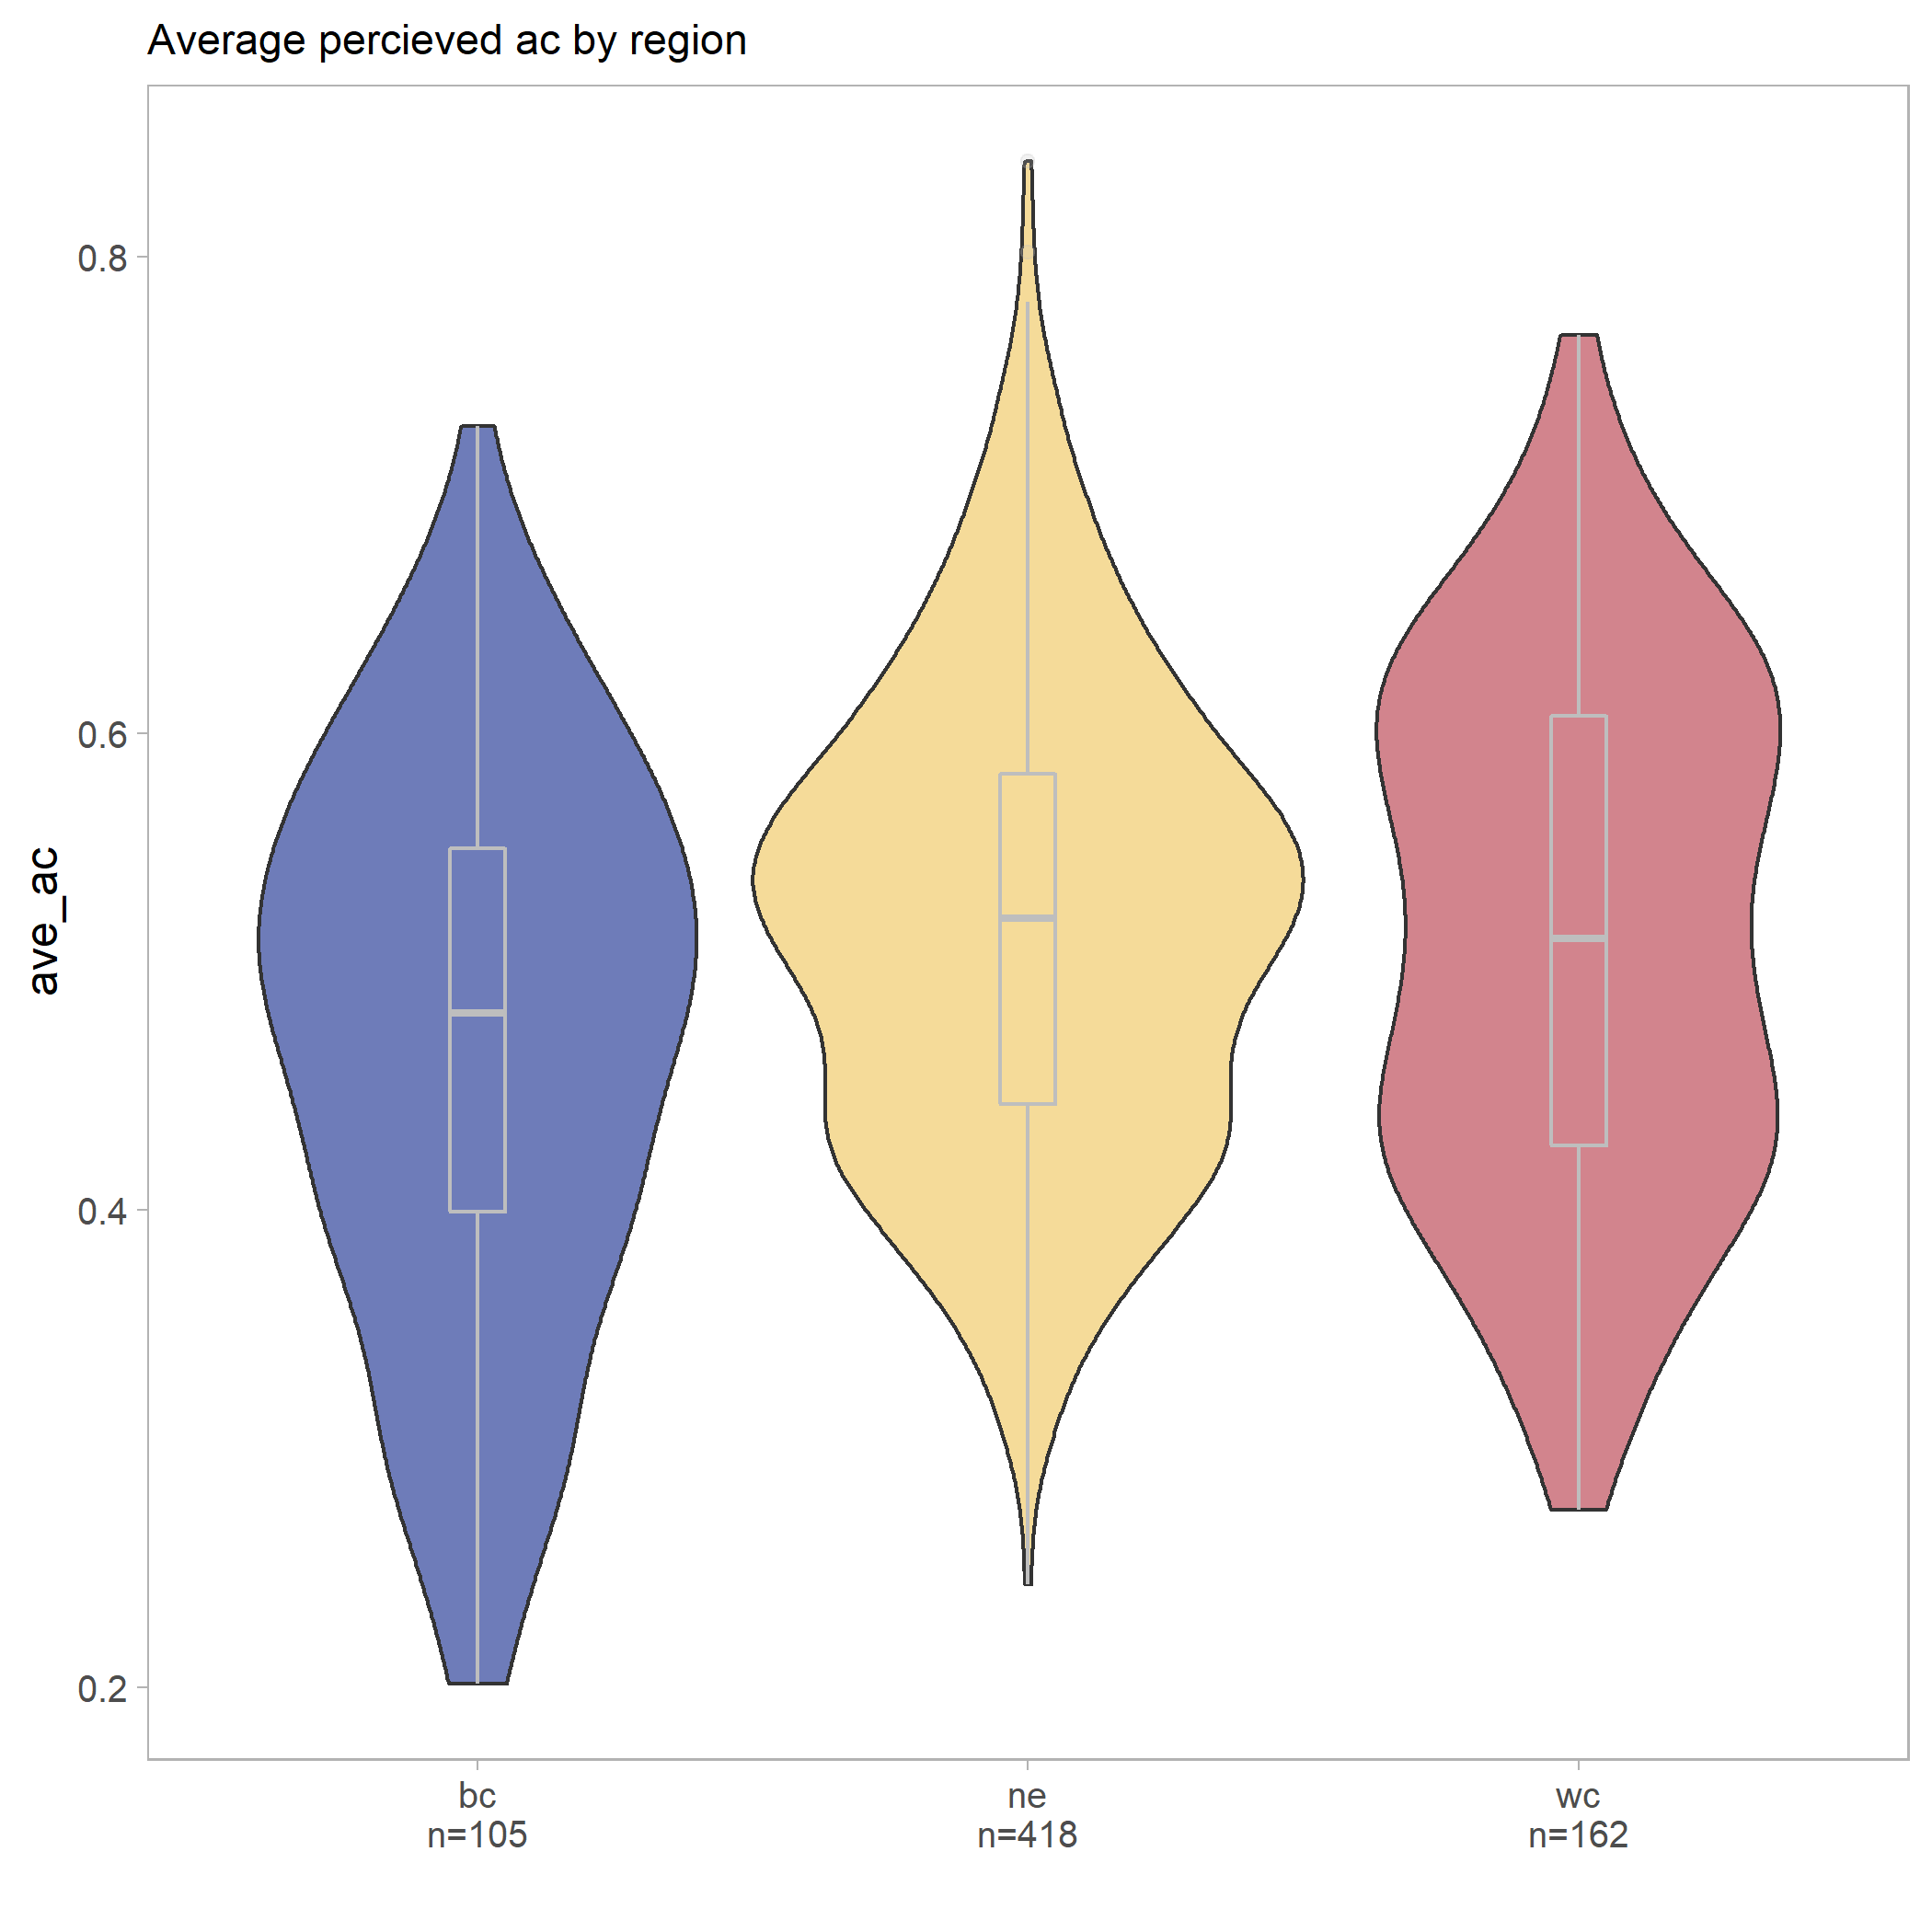 Average percieved ac by region
ave_ac
0.8
0.6
0.4
0.2
bc
n=105
ne
n=418
wc
n=162